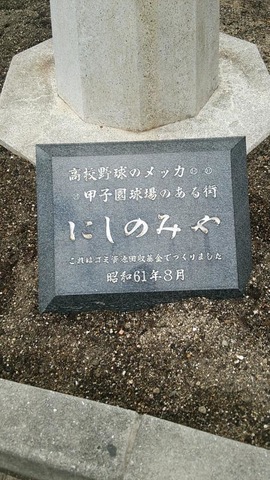 高校野球のメッカ
甲子園球場のある街
にしのみや
これはゴミ資源回収基金でつくりました
昭和61年8月